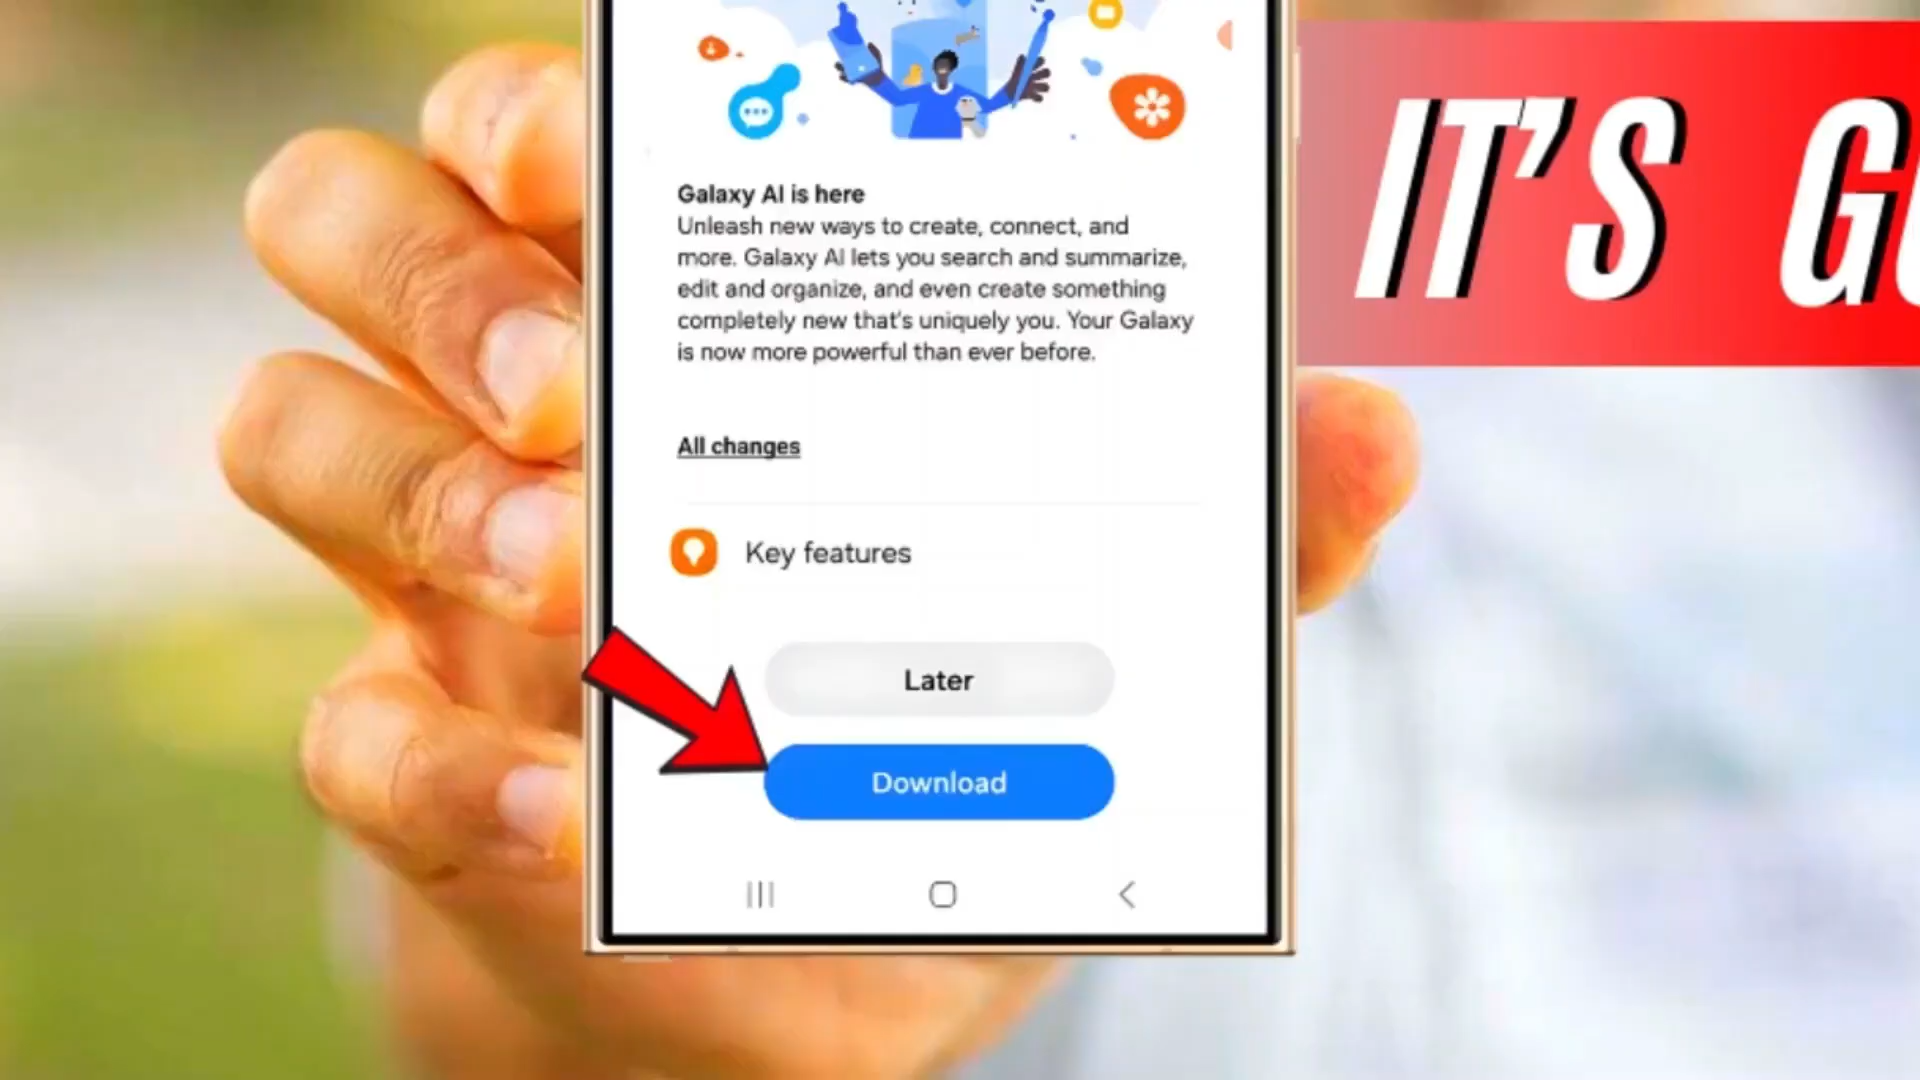 IT'S
Galaxy AI is here
Unleash new ways to create, connect, and
more. Galaxy AI lets you search and summarize,
edit and organize, and even create something
completely new that's uniquely you. Your Galaxy
is now more powerful than ever before.
All changes
Key features
Later
Download